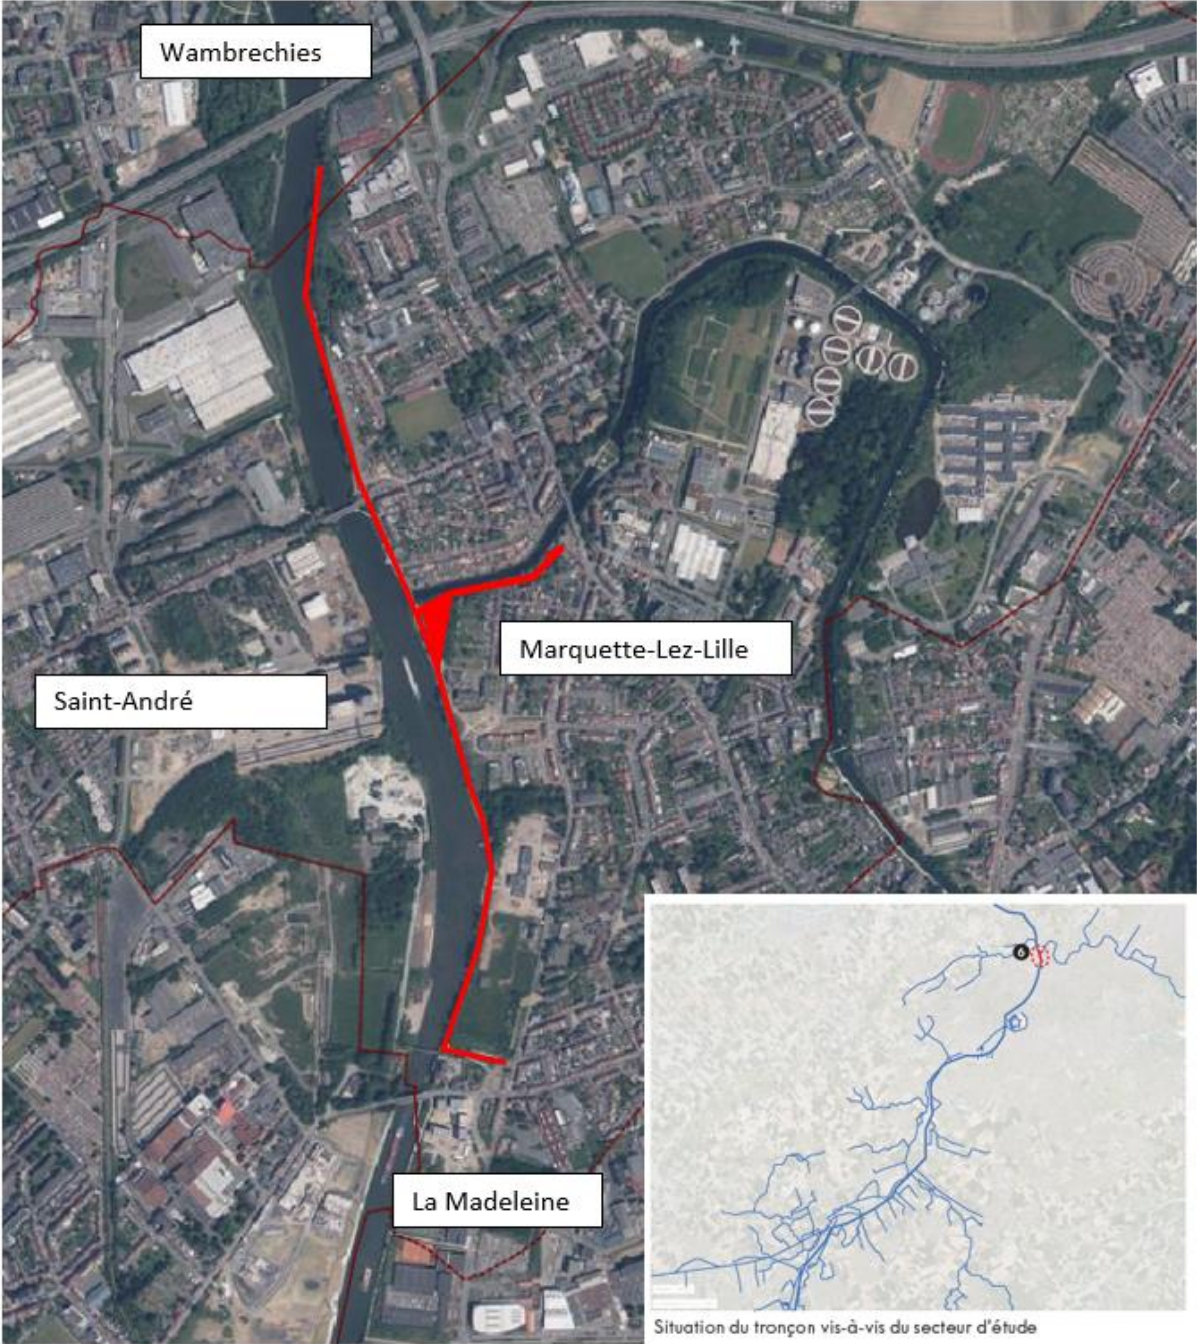 Wambrechies
Marquette-Lez-Lille
Saint-André
6
La Madeleine
Situation du tronçon vis-à-vis du secteur d'étude